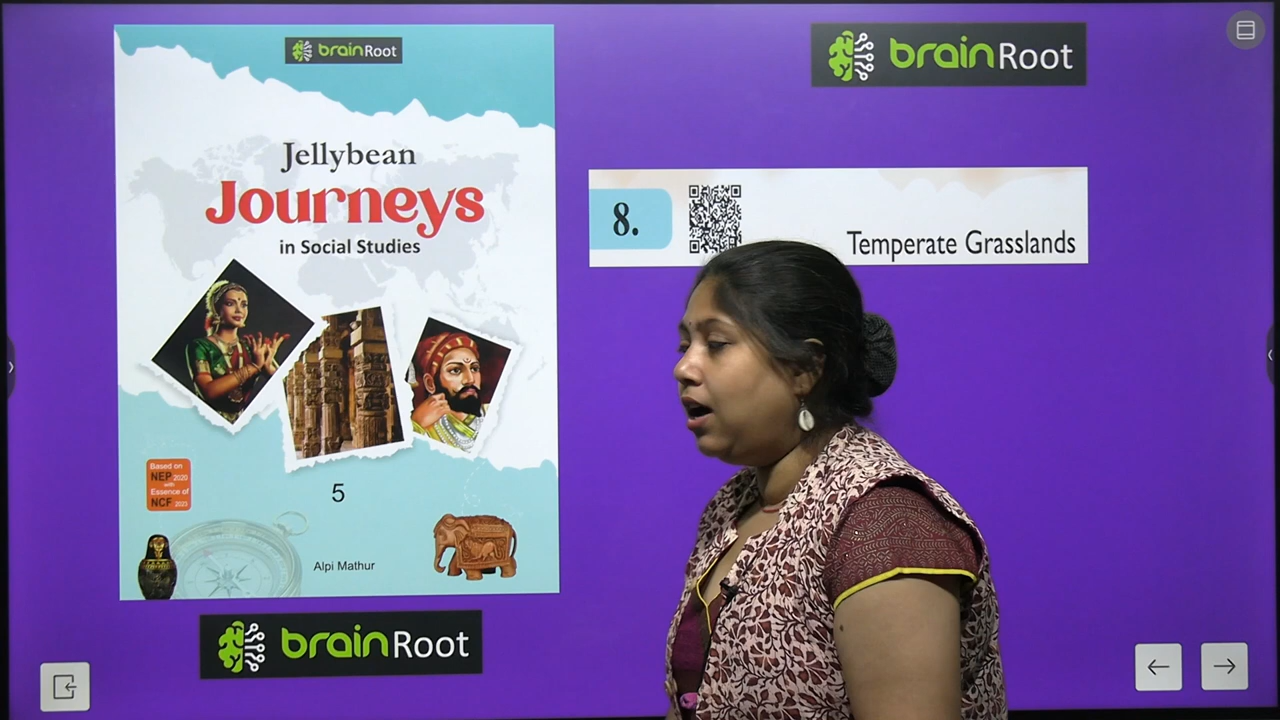 brainRoot
Jellybean
Journeys
in Social Studies
Based on
NEP 2020
with
Essence of
NCF 2023
5
Alpi Mathur
brainRoot
brainRoot
8.
Temperate Grasslands